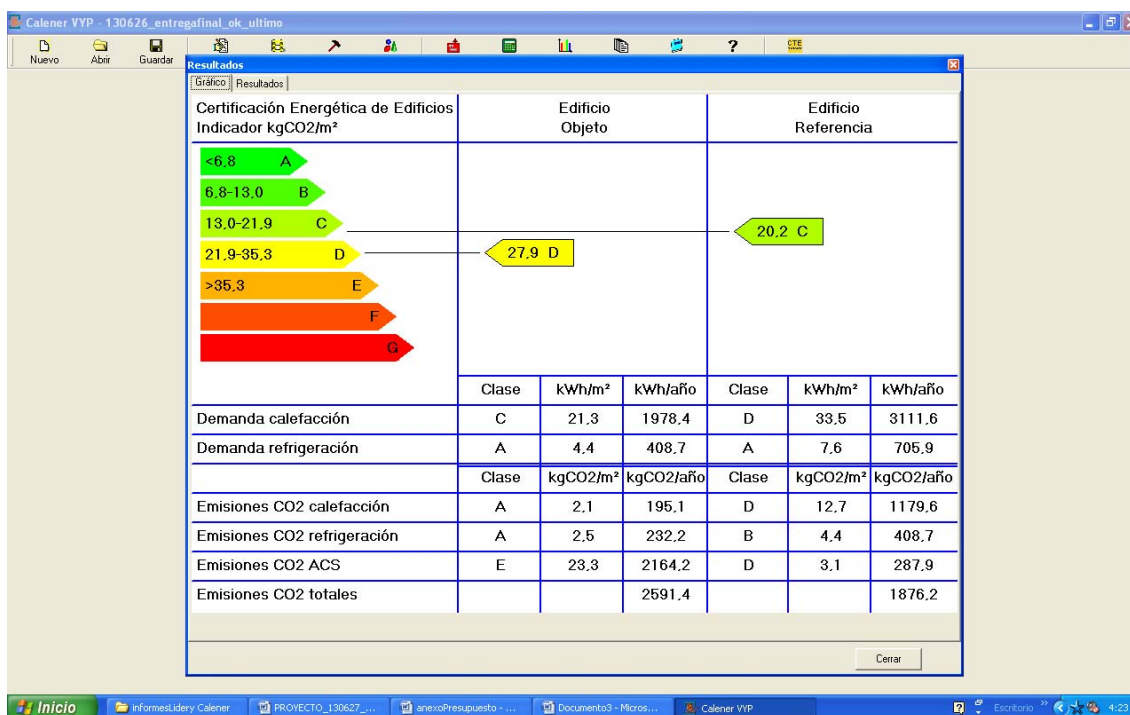 Calener VYP - 130626_entregafinal_ok_ultimo
Nuevo Abrir Guardar ? CTE
Resultados
Gráfico Resultados
Certificación Energética de Edificios
Indicador kgCO2/m²
Edificio
Objeto
Edificio
Referencia
<6,8 A
6,8-13,0 B
13,0-21,9 C
20,2 C
21,9-35,3 D
27,9 D
>35,3 E
F
G
Clase kWh/m² kWh/año Clase kWh/m² kWh/año
Demanda calefacción C 21,3 1978,4 D 33,5 3111,6
Demanda refrigeración A 4,4 408,7 A 7,6 705,9
Clase kgCO2/m² kgCO2/año Clase kgCO2/m² kgCO2/año
Emisiones CO2 calefacción A 2,1 195,1 D 12,7 1179,6
Emisiones CO2 refrigeración A 2,5 232,2 B 4,4 408,7
Emisiones CO2 ACS E 23,3 2164,2 D 3,1 287,9
Emisiones CO2 totales 2591,4 1876,2
Cerrar
Inicio informesLidery Calener PROYECTO_130627_... anexoPresupuesto - ... Documento3 - Micros... Calener VYP ? Escritorio » 4:23